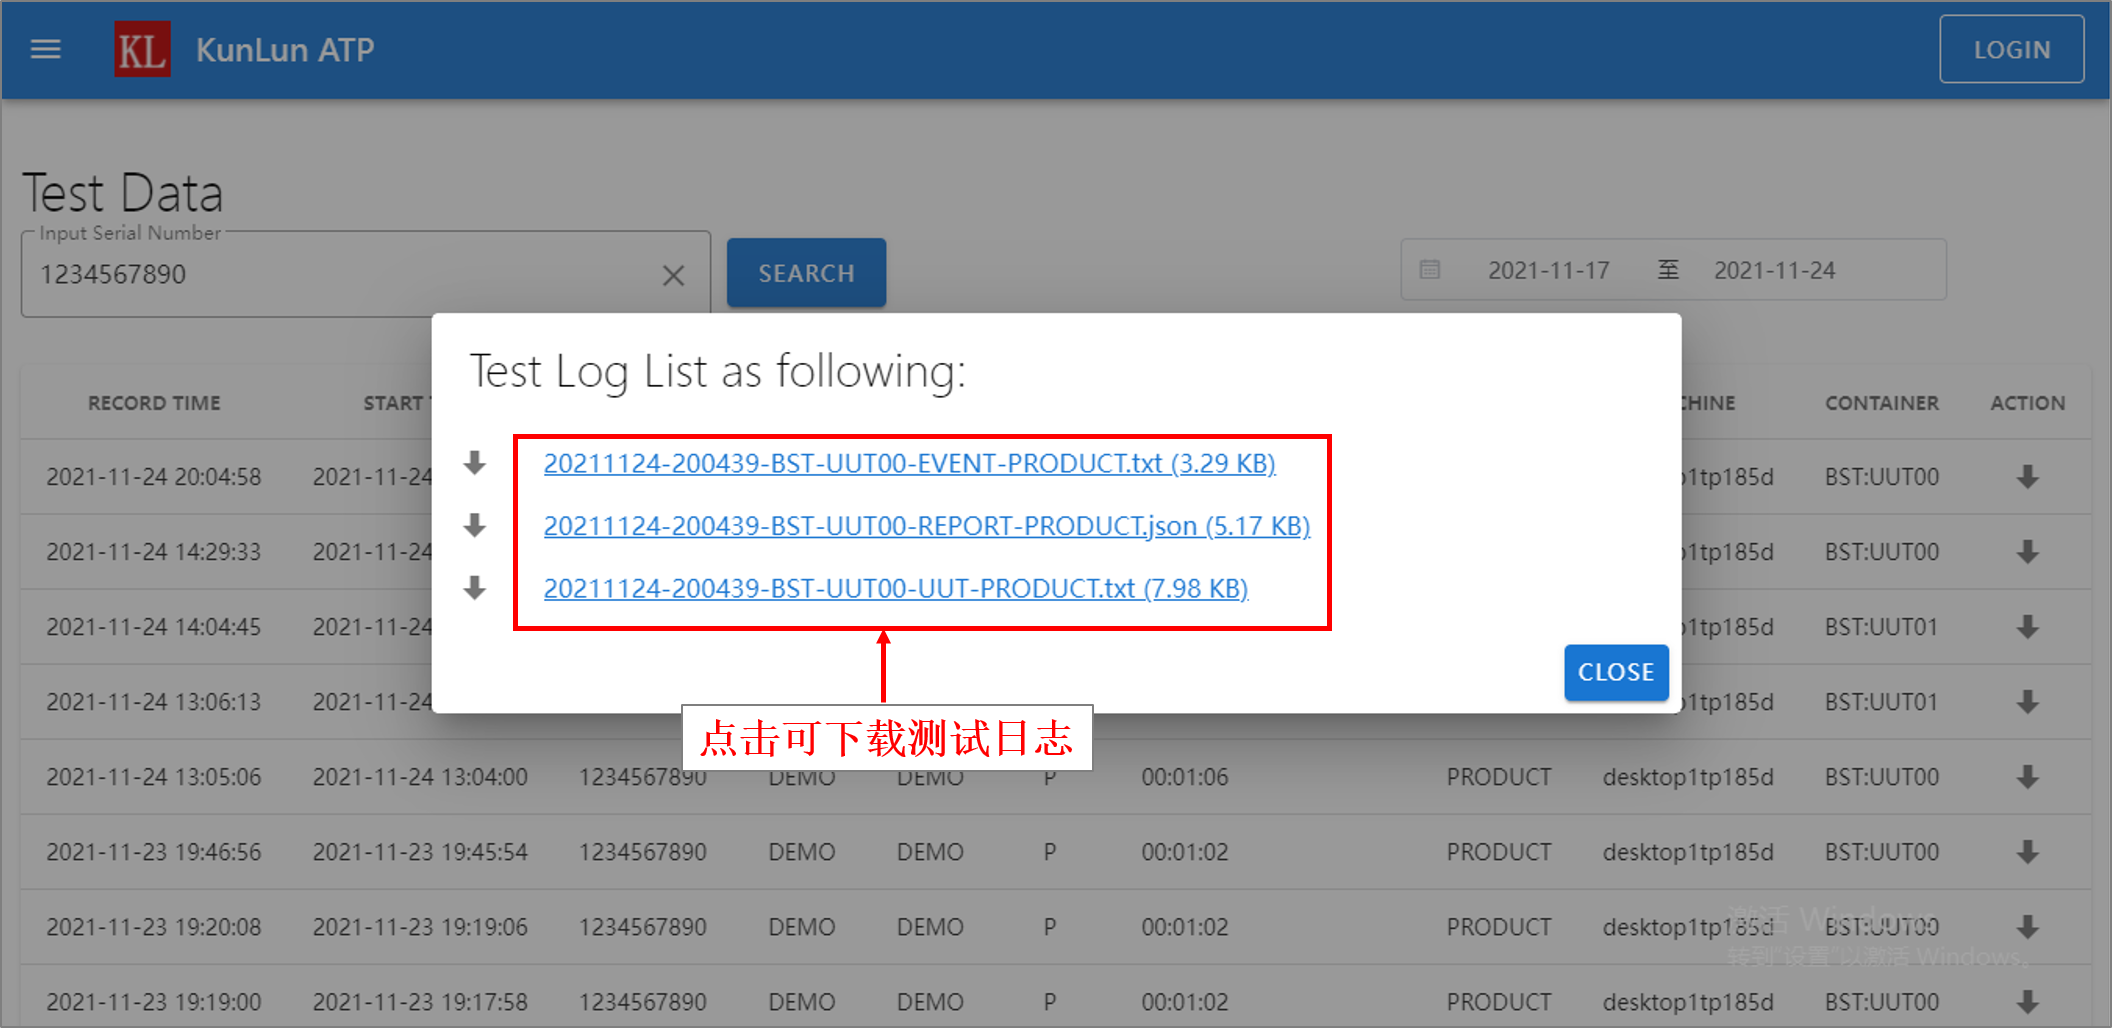 KL KunLun ATP LOGIN
Test Data
Input Serial Number
1234567890 SEARCH 2021-11-17 至 2021-11-24
Test Log List as following:
RECORD TIME START CHINE CONTAINER ACTION
20211124-200439-BST-UUT00-EVENT-PRODUCT.txt (3.29 KB)
2021-11-24 20:04:58 2021-11-24 1tp185d BST:UUT00
20211124-200439-BST-UUT00-REPORT-PRODUCT.json (5.17 KB)
2021-11-24 14:29:33 2021-11-24 1tp185d BST:UUT00
20211124-200439-BST-UUT00-UUT-PRODUCT.txt (7.98 KB)
2021-11-24 14:04:45 2021-11-24 1tp185d BST:UUT01
CLOSE
2021-11-24 13:06:13 2021-11-24 1tp185d BST:UUT01
点击可下载测试日志
2021-11-24 13:05:06 2021-11-24 13:04:00 1234567890 DEMO DEMO P 00:01:06 PRODUCT desktop1tp185d BST:UUT00
2021-11-23 19:46:56 2021-11-23 19:45:54 1234567890 DEMO DEMO P 00:01:02 PRODUCT desktop1tp185d BST:UUT00
2021-11-23 19:20:08 2021-11-23 19:19:06 1234567890 DEMO DEMO P 00:01:02 PRODUCT desktop1tp185d BST:UUT00
激活 Windows
转到"设置"以激活 Windows。
2021-11-23 19:19:00 2021-11-23 19:17:58 1234567890 DEMO DEMO P 00:01:02 PRODUCT desktop1tp185d BST:UUT00